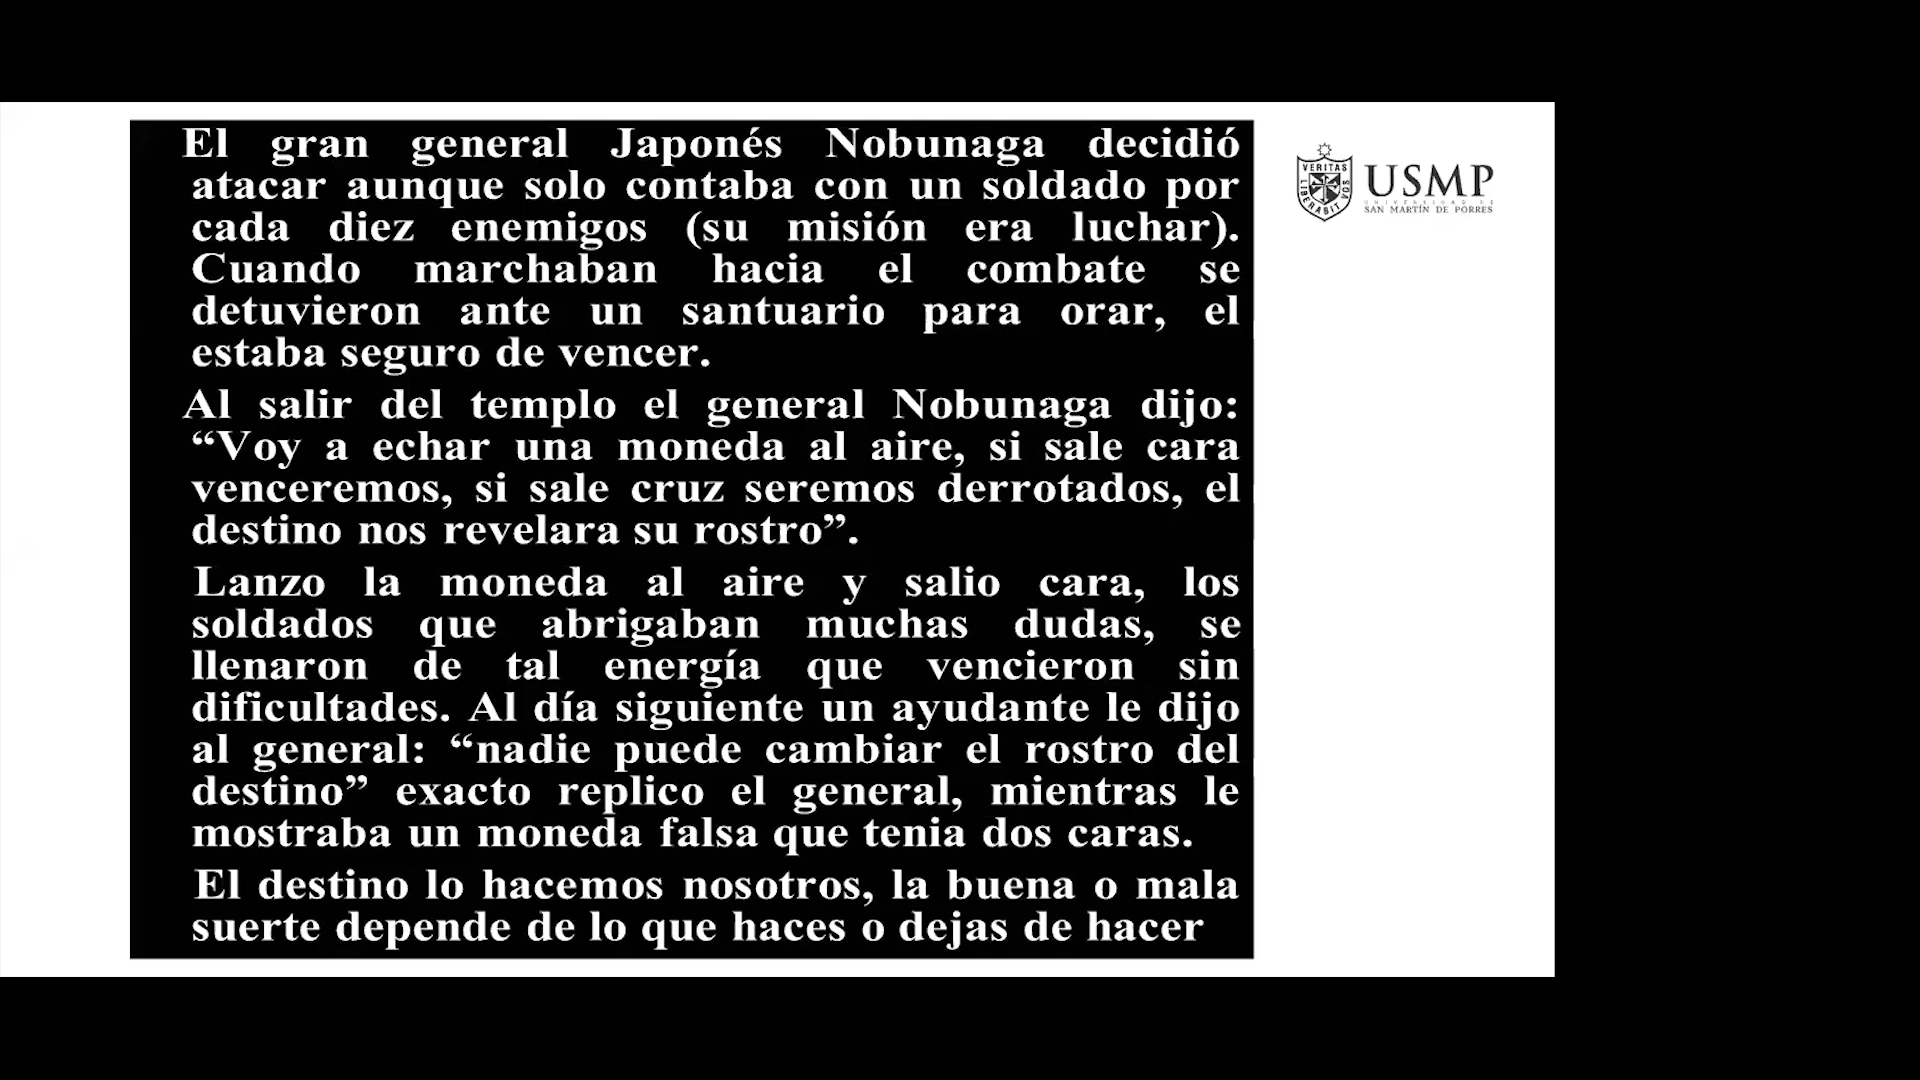 El gran general Japonés Nobunaga decidió
atacar aunque solo contaba con un soldado por
cada diez enemigos (su misión era luchar).
Cuando marchaban hacia el combate se
detuvieron ante un santuario para orar, el
estaba seguro de vencer.
Al salir del templo el general Nobunaga dijo:
“Voy a echar una moneda al aire, si sale cara
venceremos, si sale cruz seremos derrotados, el
destino nos revelara su rostro”.
Lanzo la moneda al aire y salio cara, los
soldados que abrigaban muchas dudas, se
llenaron de tal energía que vencieron sin
dificultades. Al día siguiente un ayudante le dijo
al general: “nadie puede cambiar el rostro del
destino” exacto replico el general, mientras le
mostraba un moneda falsa que tenia dos caras.
El destino lo hacemos nosotros, la buena o mala
suerte depende de lo que haces o dejas de hacer
VERITAS
LIBERABIT VOS
USMP
UNIVERSIDAD DE
SAN MARTÍN DE PORRES